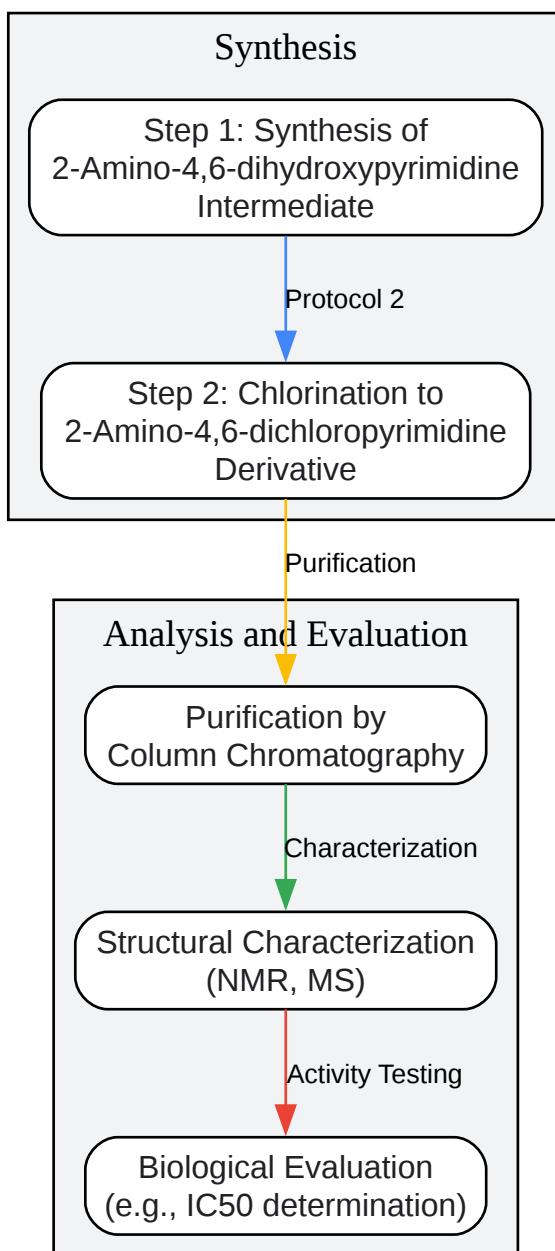 Synthesis
Step 1: Synthesis of
2-Amino-4,6-dihydroxypyrimidine
Intermediate
Protocol 2
Step 2: Chlorination to
2-Amino-4,6-dichloropyrimidine
Derivative
Purification
Analysis and Evaluation
Purification by
Column Chromatography
Characterization
Structural Characterization
(NMR, MS)
Activity Testing
Biological Evaluation
(e.g., IC50 determination)